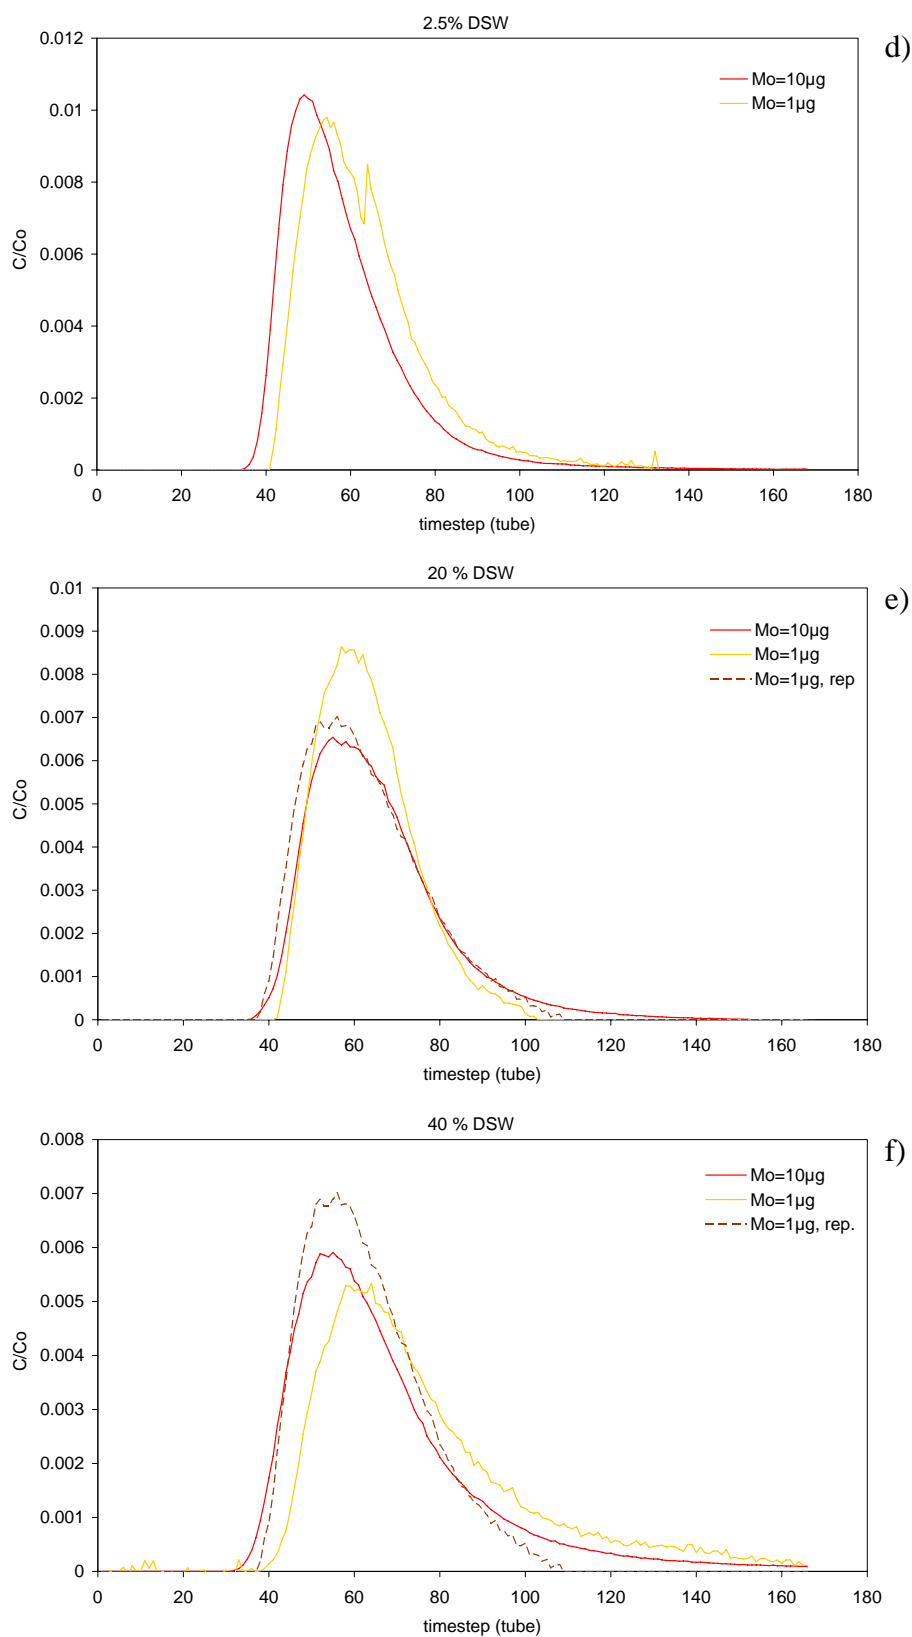 2.5% DSW
d)
0.012
0.01
0.008
0.006
0.004
0.002
0
C/Co
Mo=10µg
Mo=1µg
0 20 40 60 80 100 120 140 160 180
timestep (tube)
20 % DSW
e)
0.01
0.009
0.008
0.007
0.006
0.005
0.004
0.003
0.002
0.001
0
C/Co
Mo=10µg
Mo=1µg
Mo=1µg, rep
0 20 40 60 80 100 120 140 160 180
timestep (tube)
40 % DSW
f)
0.008
0.007
0.006
0.005
0.004
0.003
0.002
0.001
0
C/Co
Mo=10µg
Mo=1µg
Mo=1µg, rep.
0 20 40 60 80 100 120 140 160 180
timestep (tube)